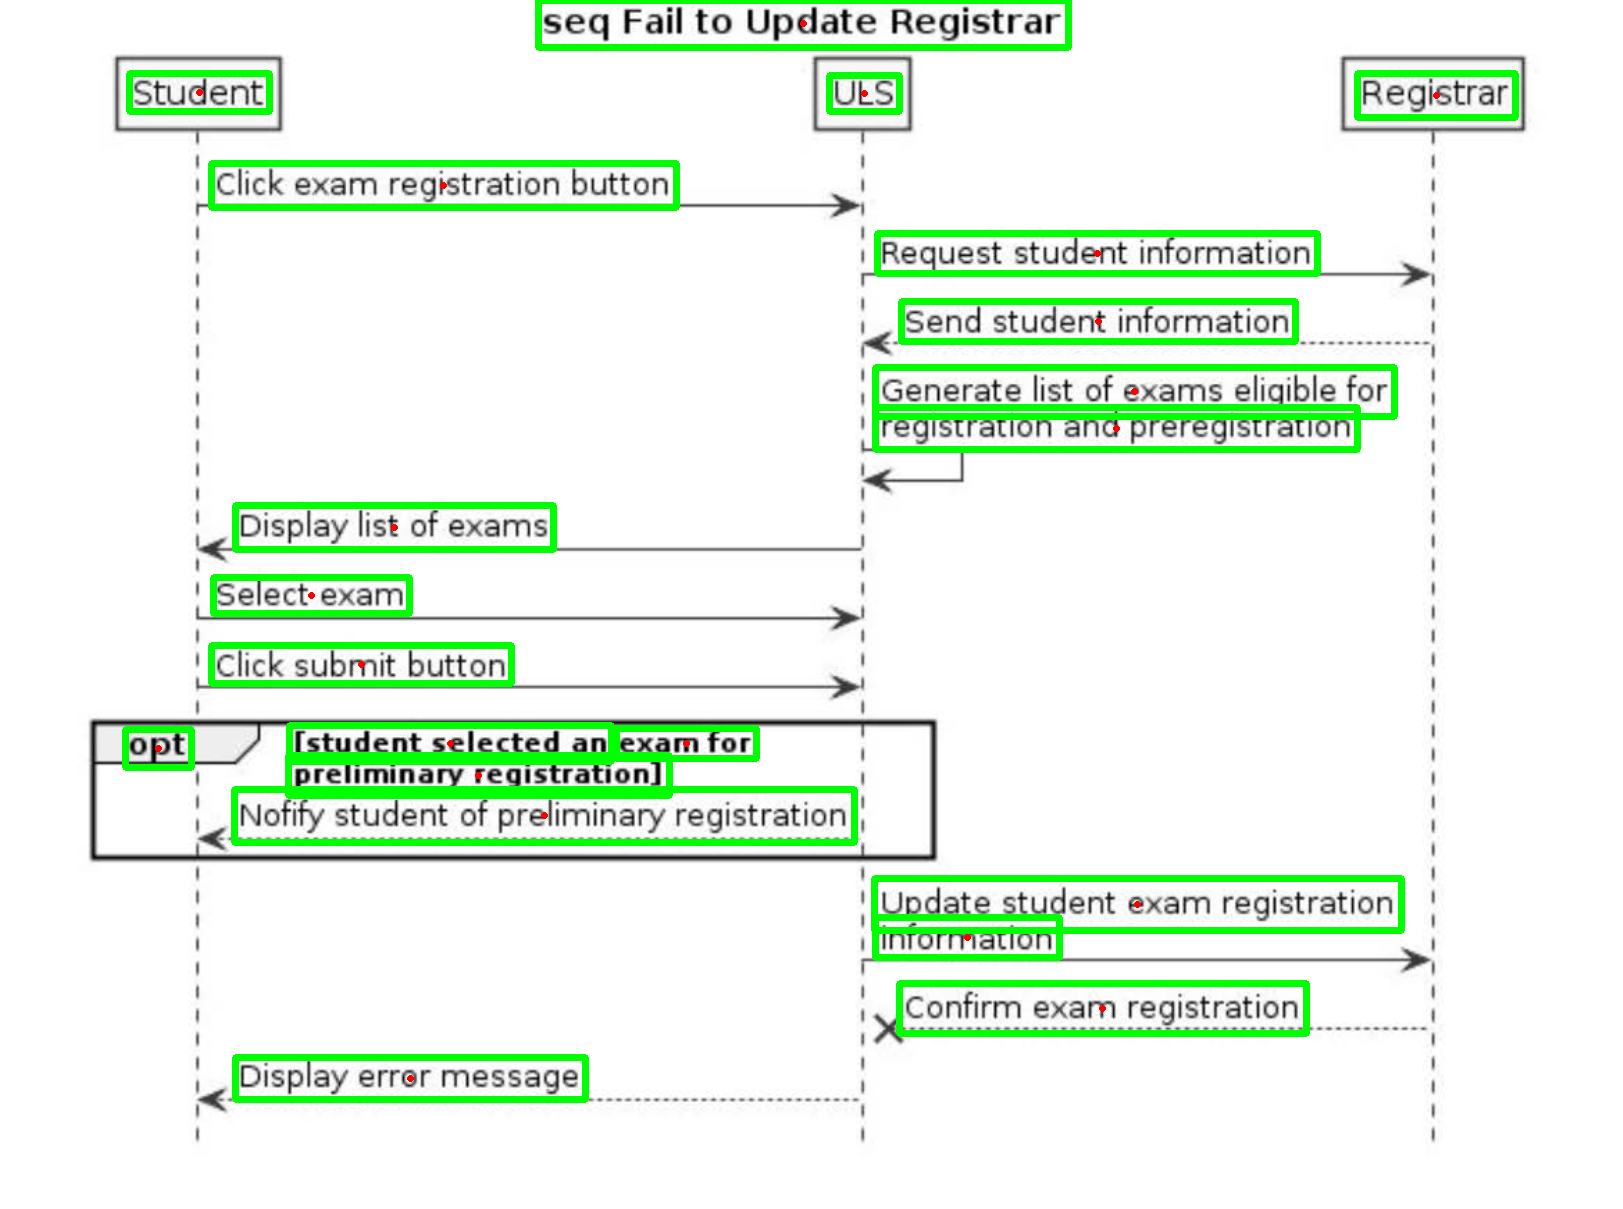 seq Fail to Update Registrar
Student
ULS
Registrar
Click exam registration button
Request student information
Send student information
Generate list of exams eligible for
registration and preregistration
Display list of exams
Select exam
Click submit button
opt
[student selected an exam for
preliminary registration]
Nofify student of preliminary registration
Update student exam registration
information
Confirm exam registration
Display error message